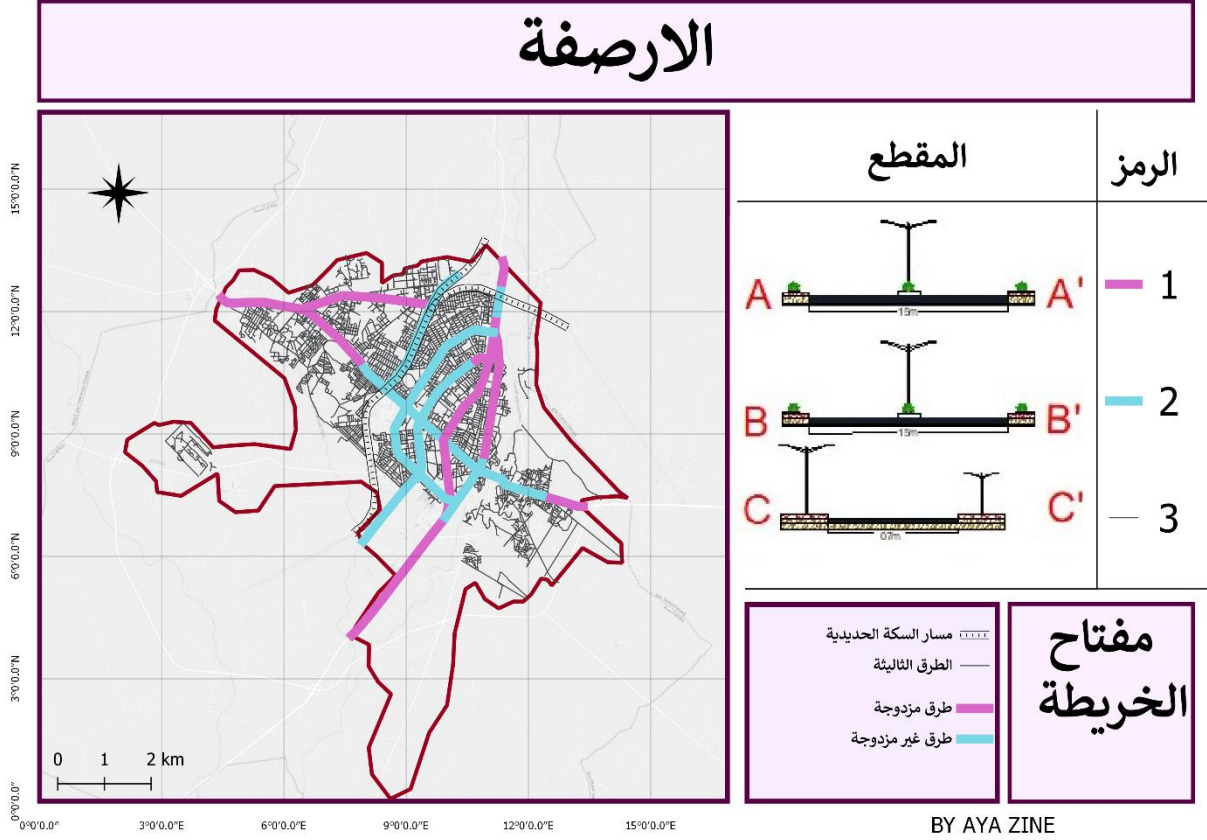 الارصفة
15°0.0.0"N
12°0.0.0"N
9°0.0.0"N
6°0.0.0"N
3°0.0.0"N
0°0.0.0"
0°0.0.0"
3°0.0.0"E
6°0.0.0"E
9°0.0.0"E
12°0.0.0"E
15°0.0.0"E
0 1 2 km
الرمز
المقطع
A A' 1
15m
B B' 2
15m
C C' 3
07m
مفتاح
الخريطة
مسار السكة الحديدية
الطرق الثاليثة
طرق مزدوجة
طرق غير مزدوجة
BY AYA ZINE